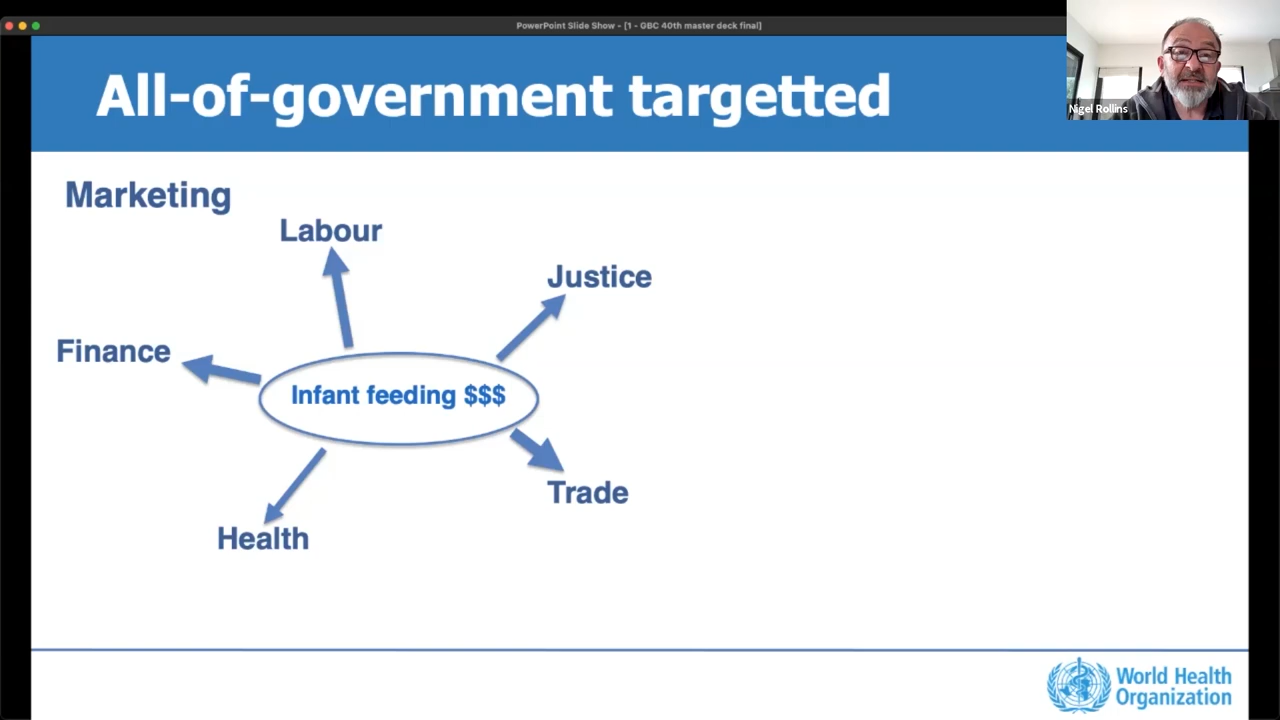 PowerPoint Slide Show - [1 - GBC 40th master deck final]
All-of-government targetted
Nigel Rollins
Marketing
Labour
Justice
Finance
Infant feeding $$$
Trade
Health
World Health
Organization